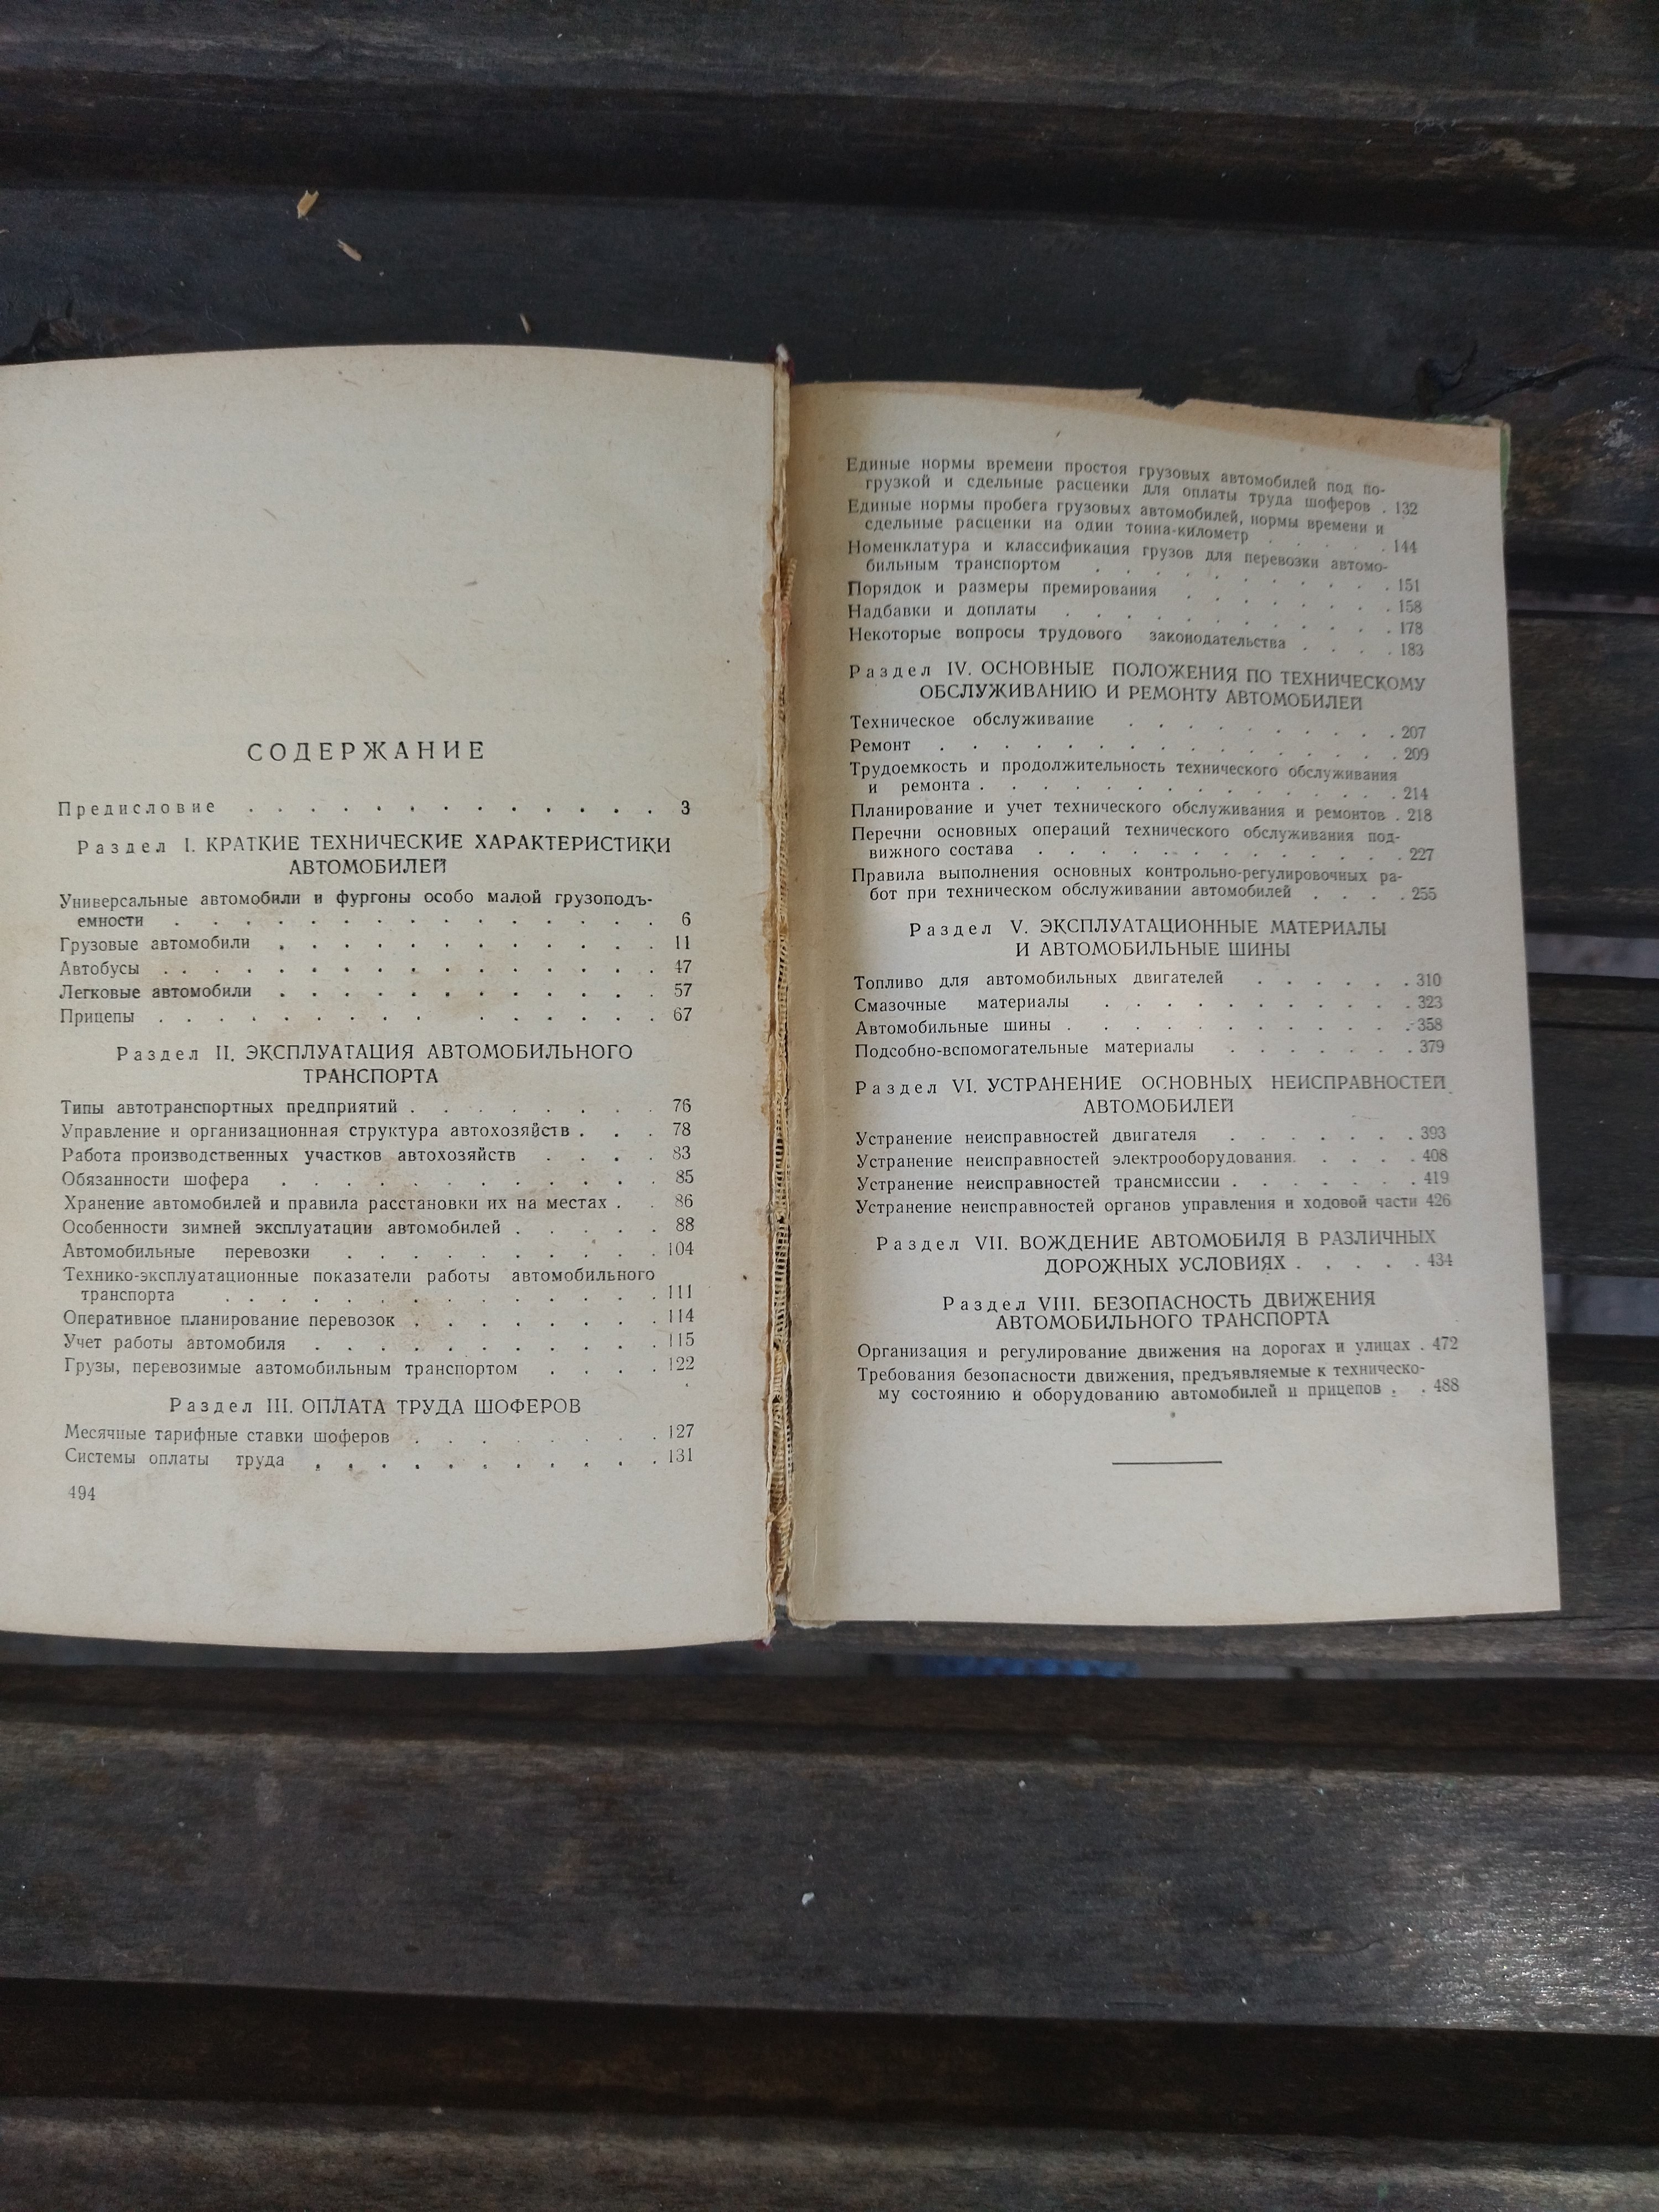 СОДЕРЖАНИЕ
Предисловие . . . . . . . . . . . . 3
Раздел I. КРАТКИЕ ТЕХНИЧЕСКИЕ ХАРАКТЕРИСТИКИ
АВТОМОБИЛЕЙ
Универсальные автомобили и фургоны особо малой грузоподъ-
емности . . . . . . . . . . . . . . 6
Грузовые автомобили . . . . . . . . . . . 11
Автобусы . . . . . . . . . . . . . . 47
Легковые автомобили . . . . . . . . . . . 57
Прицепы . . . . . . . . . . . . . . 67
Раздел II. ЭКСПЛУАТАЦИЯ АВТОМОБИЛЬНОГО
ТРАНСПОРТА
Типы автотранспортных предприятий . . . . . . . 76
Управление и организационная структура автохозяйств . . . 78
Работа производственных участков автохозяйств . . . . 83
Обязанности шофера . . . . . . . . . . . 85
Хранение автомобилей и правила расстановки их на местах . . 86
Особенности зимней эксплуатации автомобилей . . . . . 88
Автомобильные перевозки . . . . . . . . . 104
Технико-эксплуатационные показатели работы автомобильного
транспорта . . . . . . . . . . . . 111
Оперативное планирование перевозок . . . . . . . 114
Учет работы автомобиля . . . . . . . . . . 115
Грузы, перевозимые автомобильным транспортом . . . . 122
Раздел III. ОПЛАТА ТРУДА ШОФЕРОВ
Месячные тарифные ставки шоферов . . . . . . . 127
Системы оплаты труда . . . . . . . . . . 131
494
Единые нормы времени простоя грузовых автомобилей под по-
грузкой и сдельные расценки для оплаты труда шоферов . 132
Единые нормы пробега грузовых автомобилей, нормы времени и
сдельные расценки на один тонна-километр . . . . . 144
Номенклатура и классификация грузов для перевозки автомо-
бильным транспортом . . . . . . . . . . 151
Порядок и размеры премирования . . . . . . . 158
Надбавки и доплаты . . . . . . . . . . . 178
Некоторые вопросы трудового законодательства . . . . 183
Раздел IV. ОСНОВНЫЕ ПОЛОЖЕНИЯ ПО ТЕХНИЧЕСКОМУ
ОБСЛУЖИВАНИЮ И РЕМОНТУ АВТОМОБИЛЕЙ
Техническое обслуживание . . . . . . . . . 207
Ремонт . . . . . . . . . . . . . . . 209
Трудоемкость и продолжительность технического обслуживания
и ремонта . . . . . . . . . . . . . . 214
Планирование и учет технического обслуживания и ремонтов . 218
Перечни основных операций технического обслуживания под-
вижного состава . . . . . . . . . . . . 227
Правила выполнения основных контрольно-регулировочных ра-
бот при техническом обслуживании автомобилей . . . . 255
Раздел V. ЭКСПЛУАТАЦИОННЫЕ МАТЕРИАЛЫ
И АВТОМОБИЛЬНЫЕ ШИНЫ
Топливо для автомобильных двигателей . . . . . . 310
Смазочные материалы . . . . . . . . . . 323
Автомобильные шины . . . . . . . . . . . 358
Подсобно-вспомогательные материалы . . . . . . 379
Раздел VI. УСТРАНЕНИЕ ОСНОВНЫХ НЕИСПРАВНОСТЕЙ
АВТОМОБИЛЕЙ
Устранение неисправностей двигателя . . . . . . . 393
Устранение неисправностей электрооборудования. . . . . 408
Устранение неисправностей трансмиссии . . . . . . 419
Устранение неисправностей органов управления и ходовой части 426
Раздел VII. ВОЖДЕНИЕ АВТОМОБИЛЯ В РАЗЛИЧНЫХ
ДОРОЖНЫХ УСЛОВИЯХ . . . . . 434
Раздел VIII. БЕЗОПАСНОСТЬ ДВИЖЕНИЯ
АВТОМОБИЛЬНОГО ТРАНСПОРТА
Организация и регулирование движения на дорогах и улицах . 472
Требования безопасности движения, предъявляемые к техническо-
му состоянию и оборудованию автомобилей и прицепов . . 488